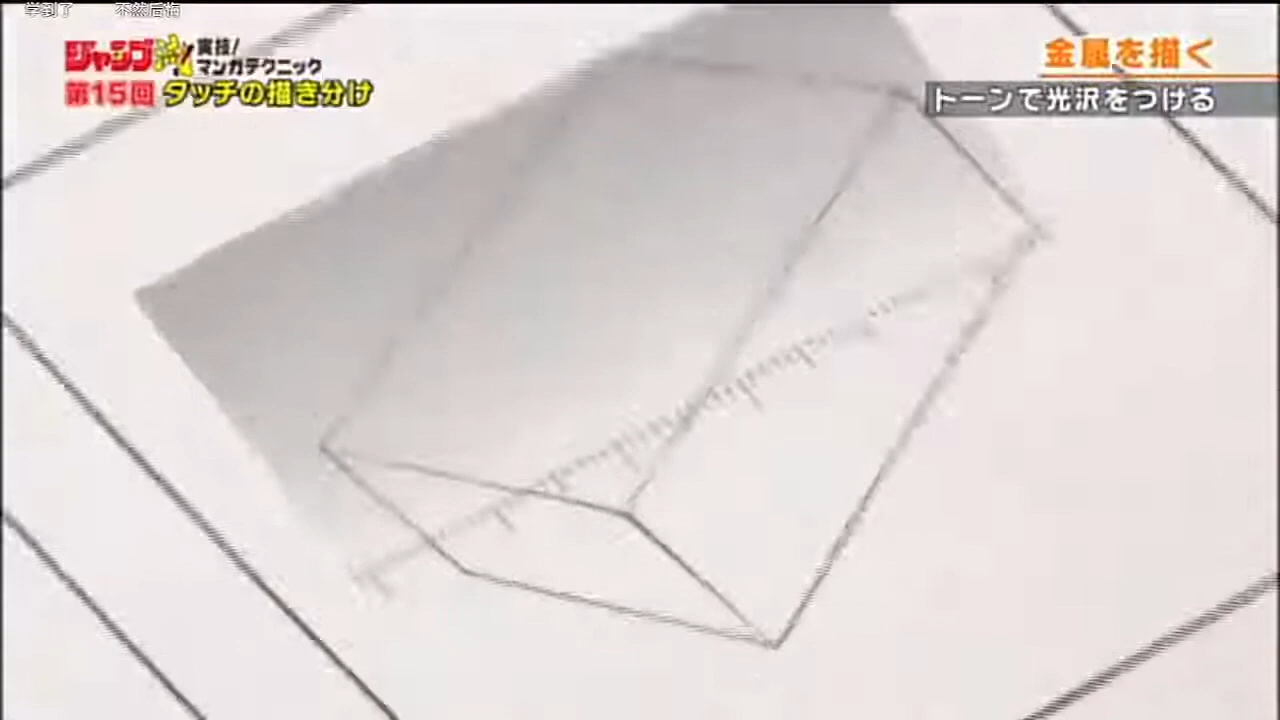 学到了 不然后悔
ジャンプ流!
実技!
マンガテクニック
第15回 タッチの描き分け
金属を描く
トーンで光沢をつける